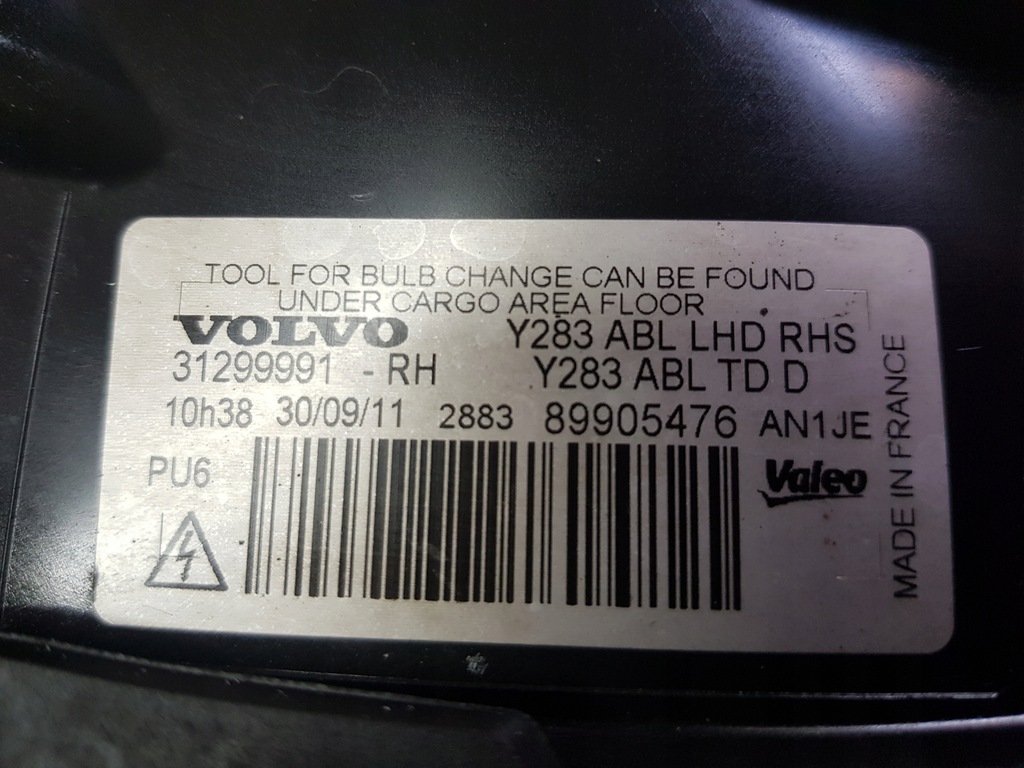 TOOL FOR BULB CHANGE CAN BE FOUND
UNDER CARGO AREA FLOOR
VOLVO Y283 ABL LHD RHS
31299991 - RH Y283 ABL TD D
10h38 30/09/11 2883 89905476 AN1JE
PU6
Valeo
MADE IN FRANCE